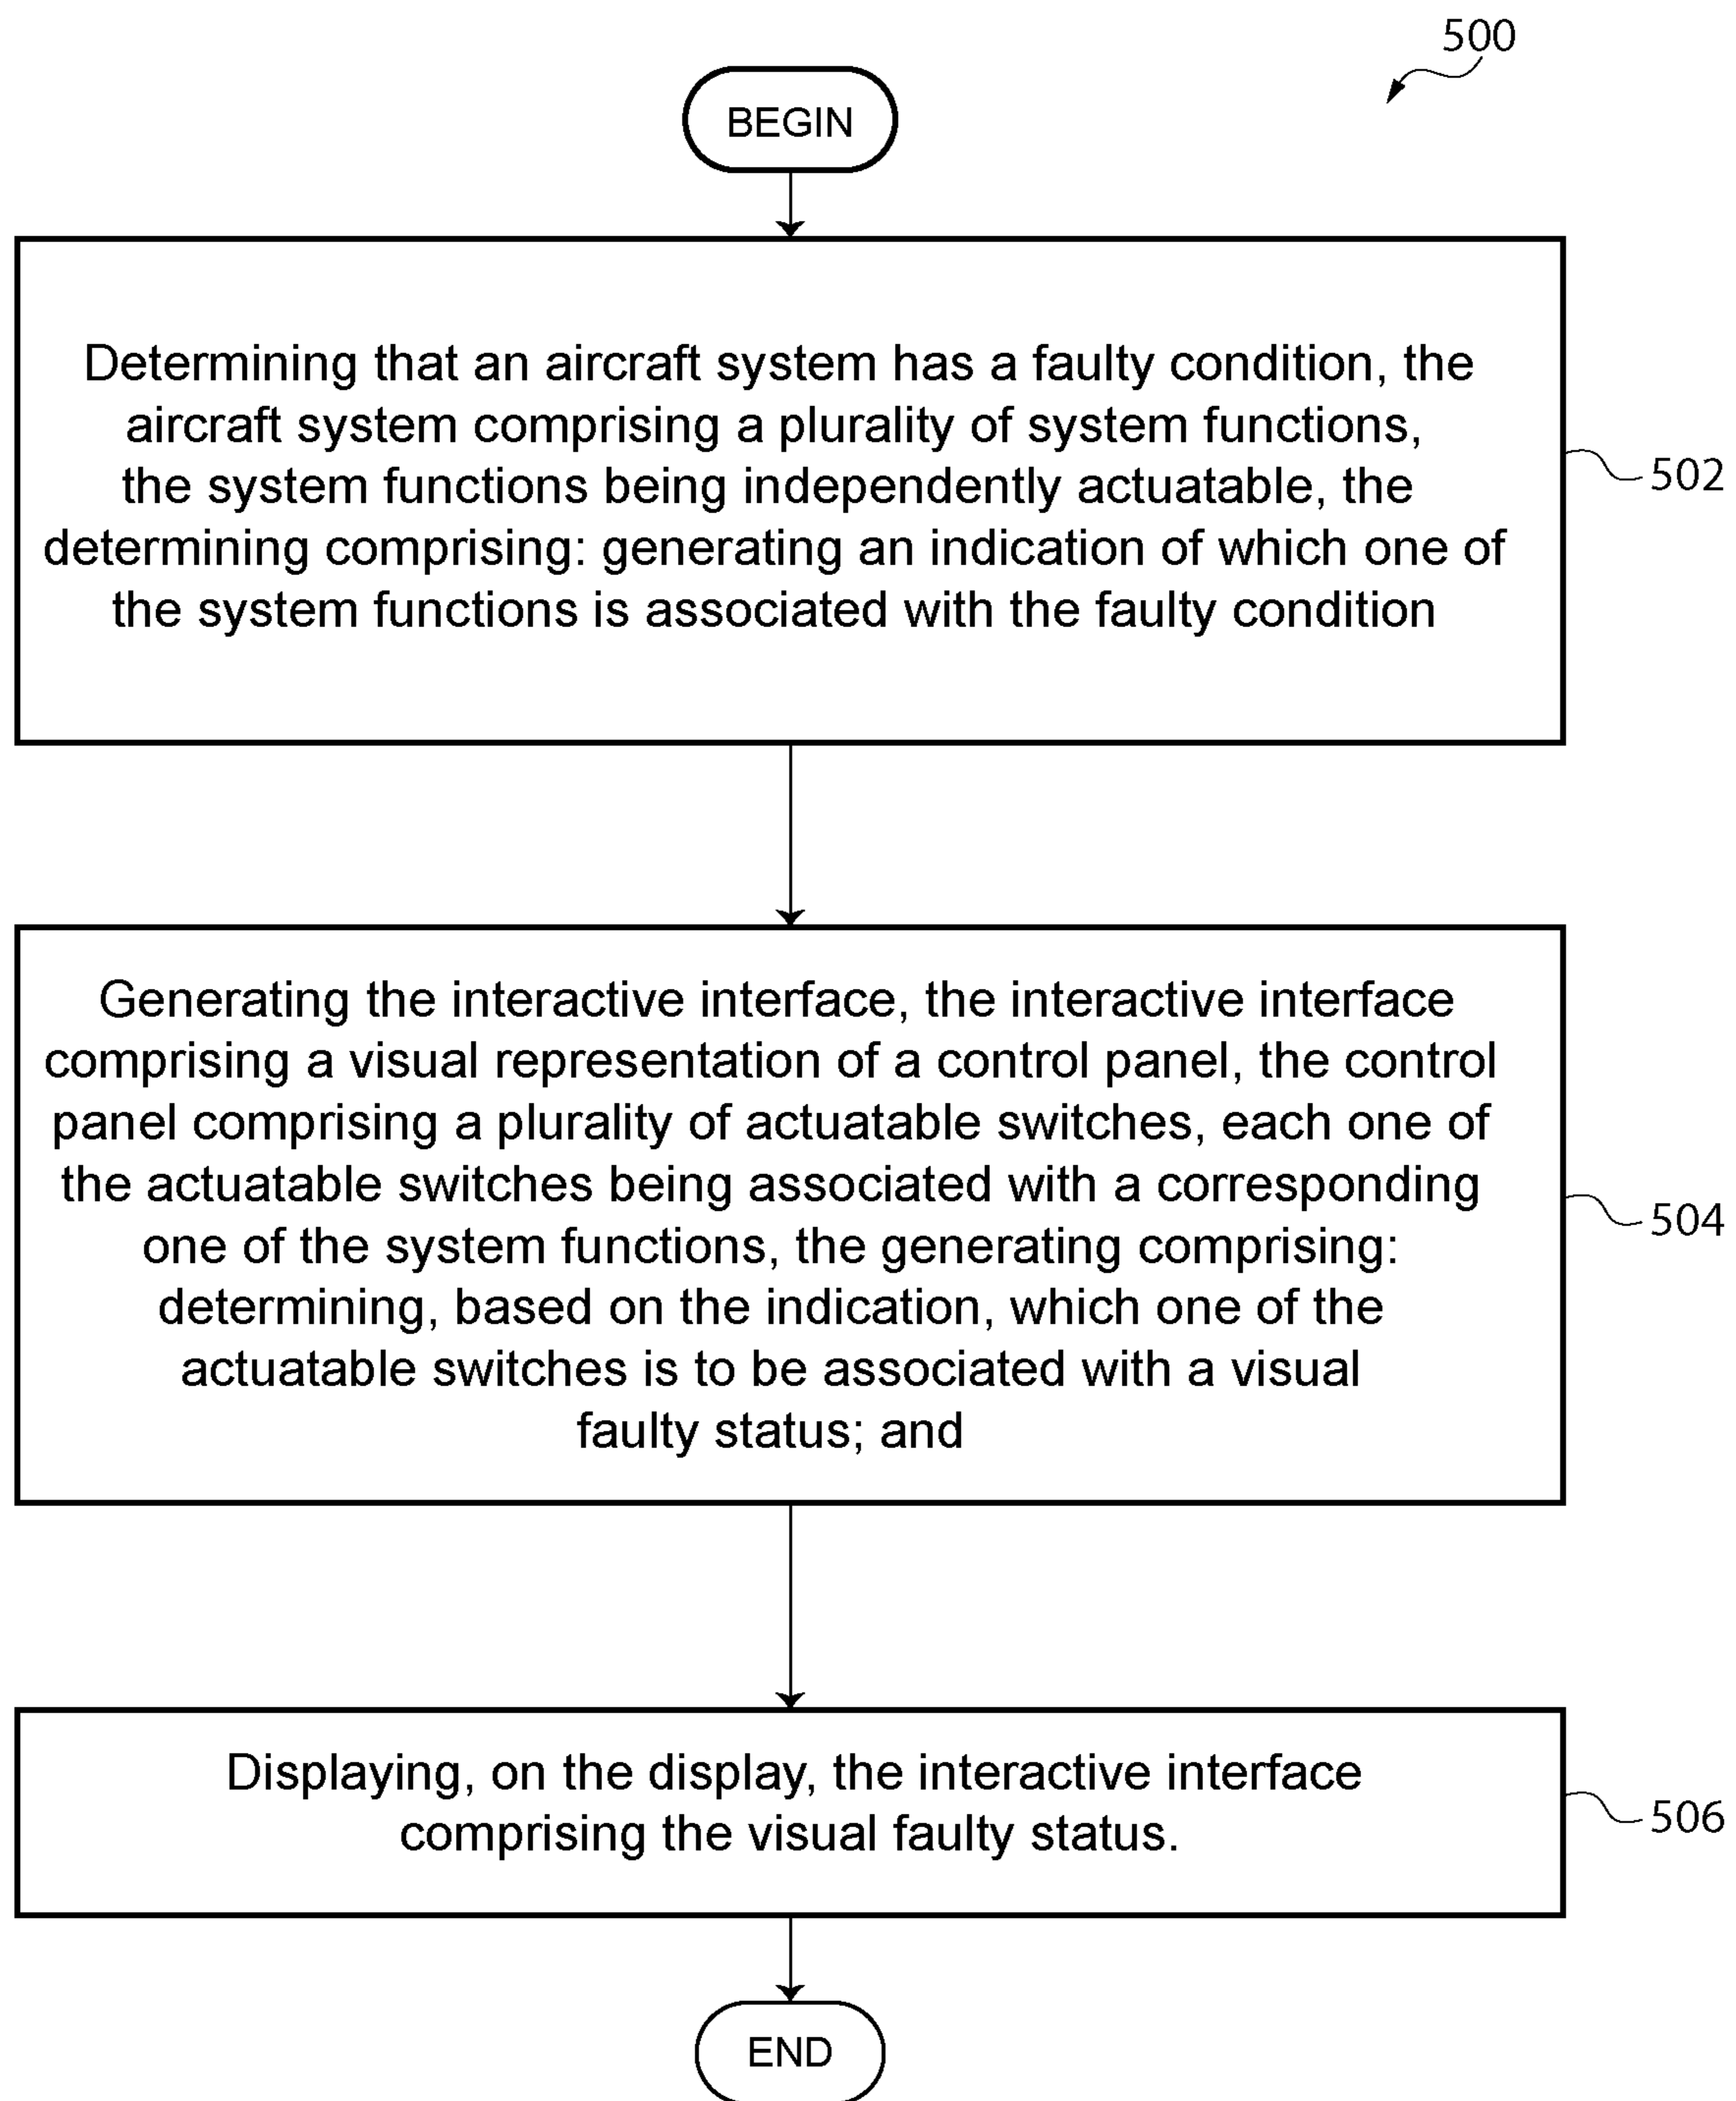 500
BEGIN
Determining that an aircraft system has a faulty condition, the
aircraft system comprising a plurality of system functions,
the system functions being independently actuatable, the
determining comprising: generating an indication of which one of
the system functions is associated with the faulty condition
502
Generating the interactive interface, the interactive interface
comprising a visual representation of a control panel, the control
panel comprising a plurality of actuatable switches, each one of
the actuatable switches being associated with a corresponding
one of the system functions, the generating comprising:
determining, based on the indication, which one of the
actuatable switches is to be associated with a visual
faulty status; and
504
Displaying, on the display, the interactive interface
comprising the visual faulty status.
506
END